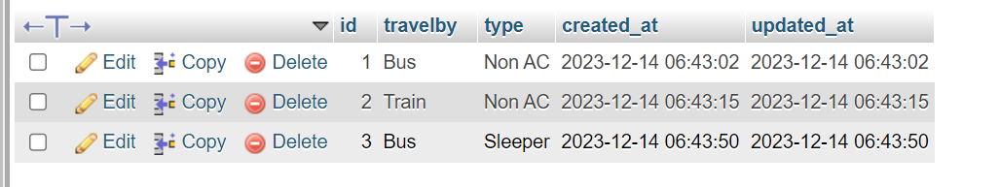 ←T→ id travelby type created_at updated_at
Edit Copy Delete 1 Bus Non AC 2023-12-14 06:43:02 2023-12-14 06:43:02
Edit Copy Delete 2 Train Non AC 2023-12-14 06:43:15 2023-12-14 06:43:15
Edit Copy Delete 3 Bus Sleeper 2023-12-14 06:43:50 2023-12-14 06:43:50